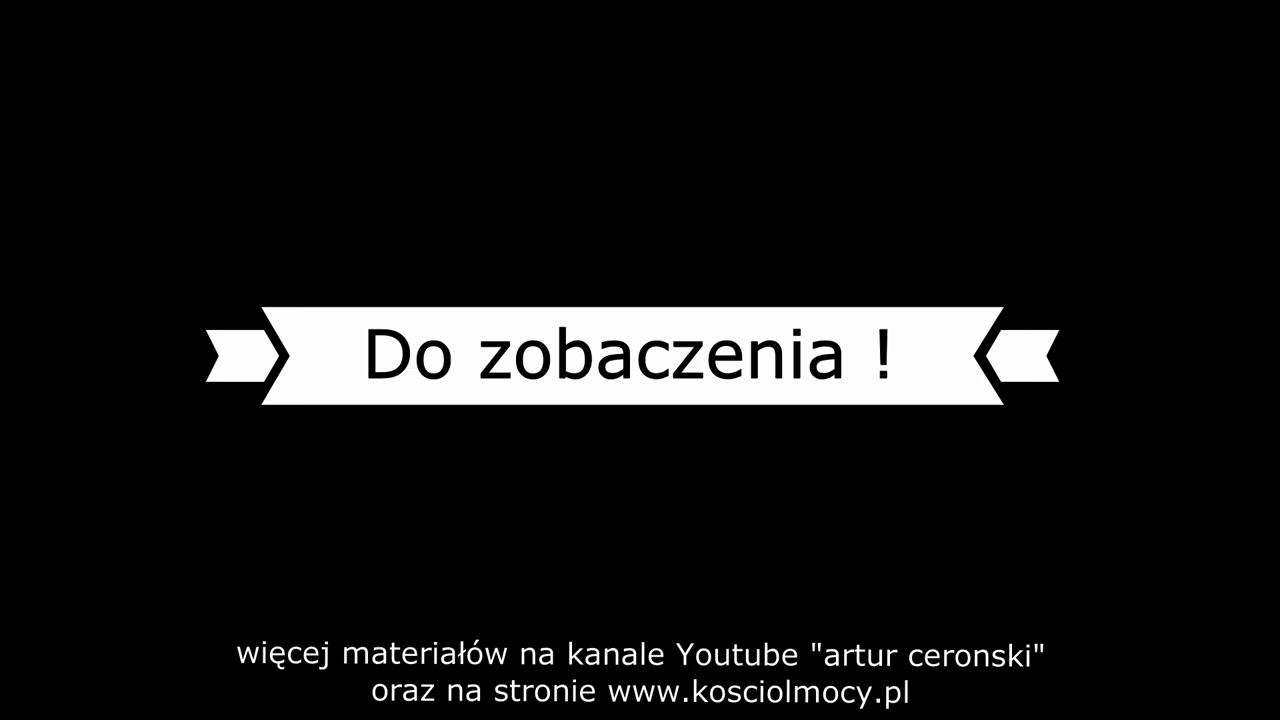 Do zobaczenia !
więcej materiałów na kanale Youtube "artur ceronski"
oraz na stronie www.kosciolmocy.pl